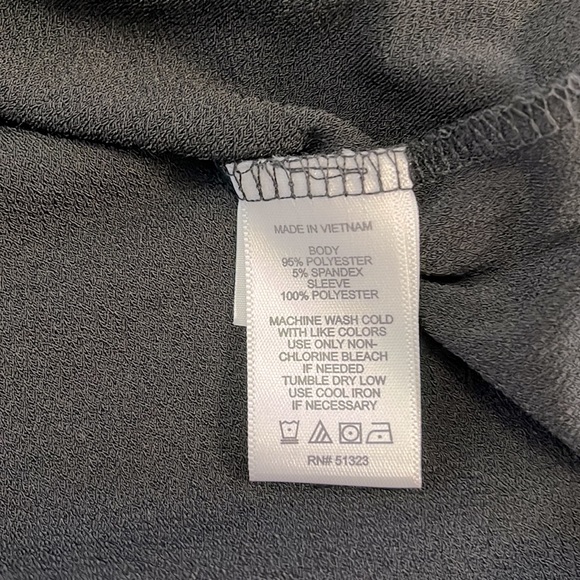 MADE IN VIETNAM
BODY
95% POLYESTER
5% SPANDEX
SLEEVE
100% POLYESTER
MACHINE WASH COLD
WITH LIKE COLORS
USE ONLY NON-
CHLORINE BLEACH
IF NEEDED
TUMBLE DRY LOW
USE COOL IRON
IF NECESSARY
RN# 51323